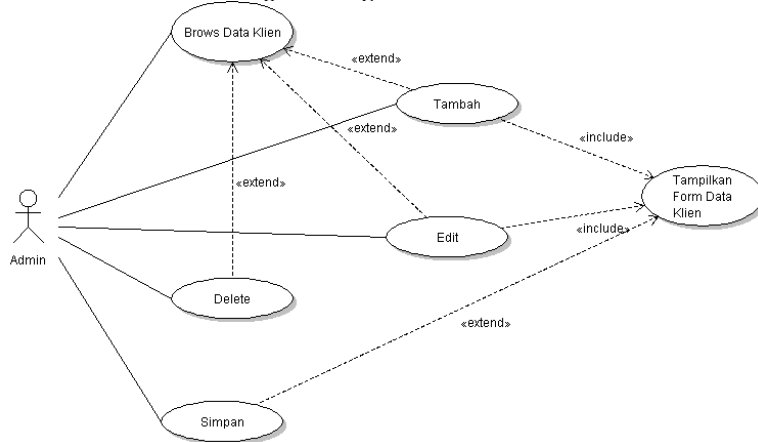 Brows Data Klien
«extend»
Tambah
«extend»
«include»
Tampilkan
Form Data
Klien
«extend»
Edit
«include»
Admin
Delete
«extend»
Simpan